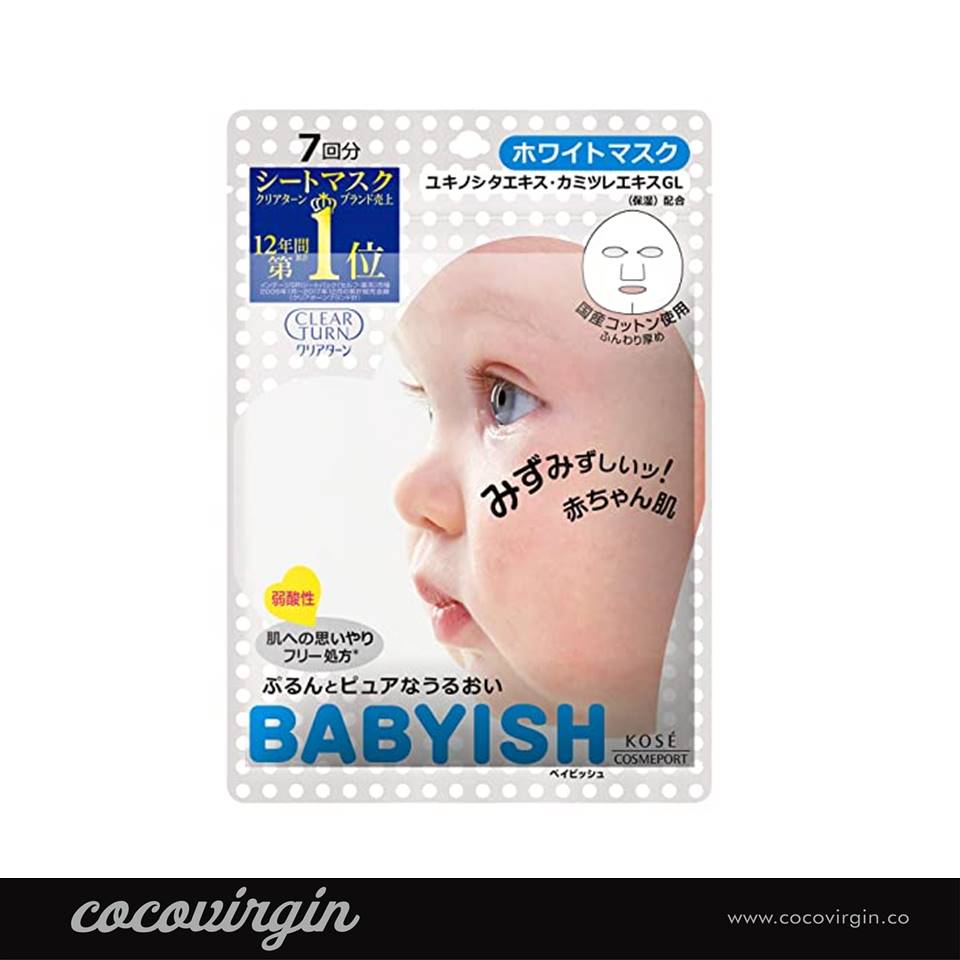 7回分
シートマスク
クリアターン ブランド売上
12年間
第1位
累計
CLEAR
TURN
クリアターン
ホワイトマスク
ユキノシタエキス・カミツレエキスGL
(保湿)配合
国産コットン使用
ふんわり厚め
みずみずしいッ!
赤ちゃん肌
弱酸性
肌への思いやり
フリー処方*
ぷるんとピュアなうるおい
BABYISH
ベイビッシュ
KOSÉ
COSMEPORT
cocovirgin
www.cocovirgin.co